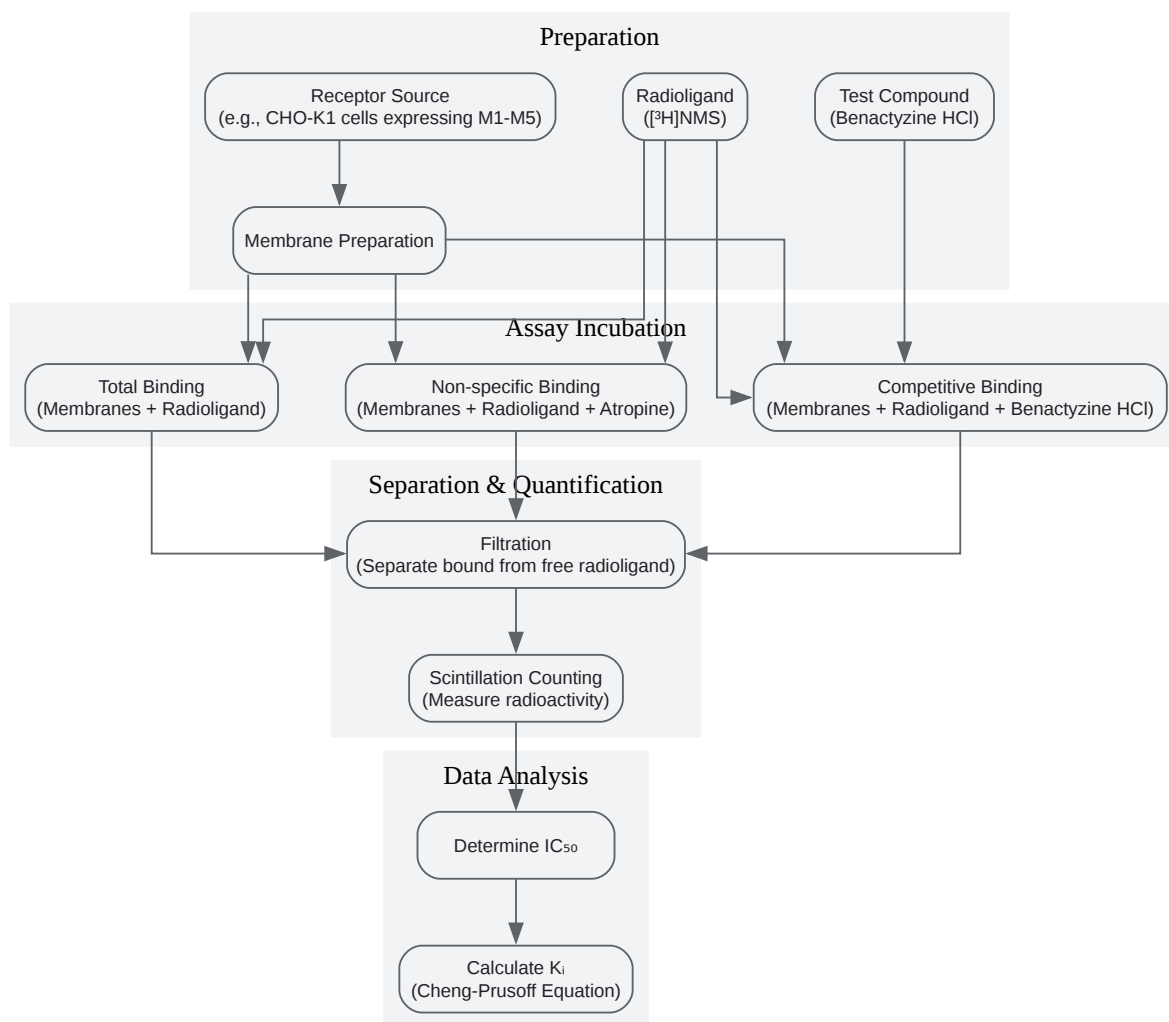 Preparation
Receptor Source
(e.g., CHO-K1 cells expressing M1-M5)
Radioligand
([³H]NMS)
Test Compound
(Benactyzine HCl)
Membrane Preparation
Assay Incubation
Total Binding
(Membranes + Radioligand)
Non-specific Binding
(Membranes + Radioligand + Atropine)
Competitive Binding
(Membranes + Radioligand + Benactyzine HCl)
Separation & Quantification
Filtration
(Separate bound from free radioligand)
Scintillation Counting
(Measure radioactivity)
Data Analysis
Determine IC₅₀
Calculate Kᵢ
(Cheng-Prusoff Equation)